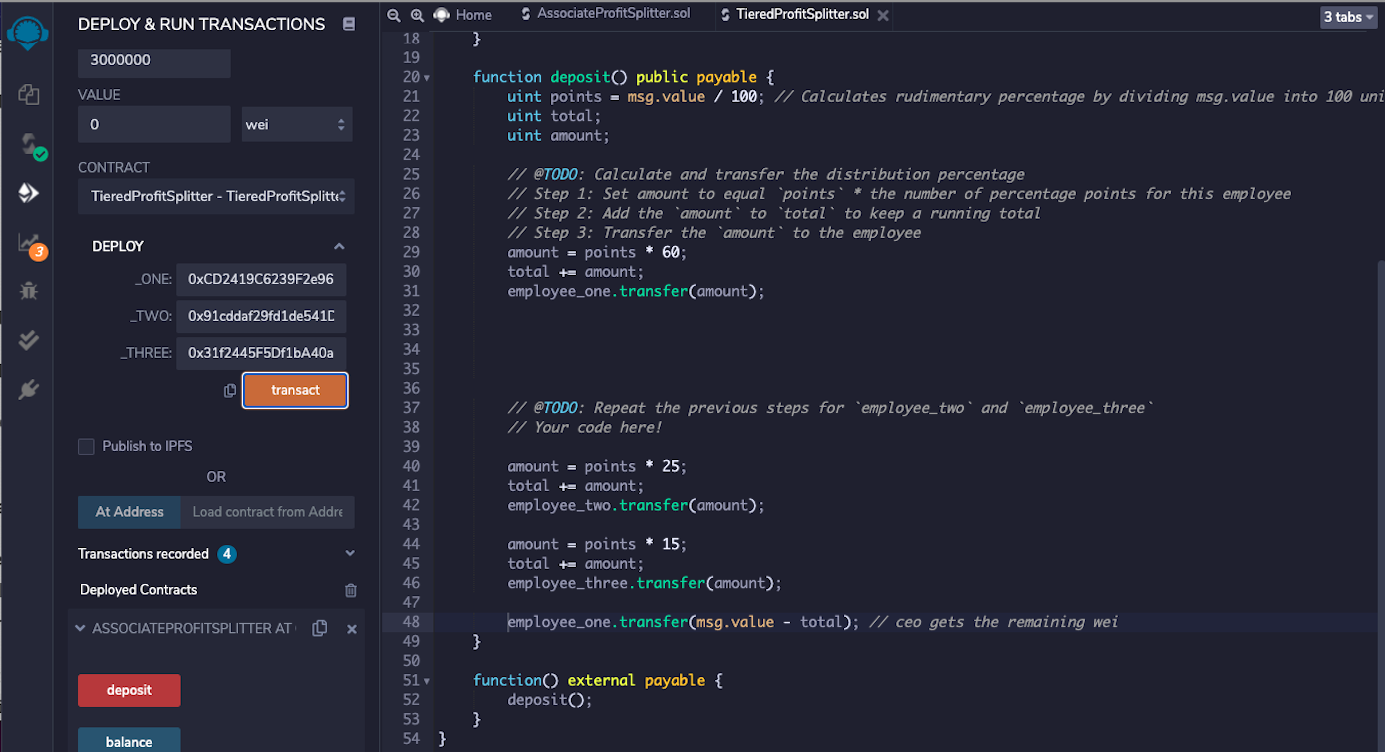 DEPLOY & RUN TRANSACTIONS
3000000
VALUE
0
wei
CONTRACT
TieredProfitSplitter - TieredProfitSplitte
DEPLOY
_ONE: 0xCD2419C6239F2e96
_TWO: 0x91cddaf29fd1de541D
_THREE: 0x31f2445F5Df1bA40a
transact
Publish to IPFS
OR
At Address
Load contract from Addre
Transactions recorded 4
Deployed Contracts
ASSOCIATEPROFITSPLITTER AT
deposit
balance
3
Home
AssociateProfitSplitter.sol
TieredProfitSplitter.sol
3 tabs
18 }
19
20 function deposit() public payable {
21 uint points = msg.value / 100; // Calculates rudimentary percentage by dividing msg.value into 100 uni
22 uint total;
23 uint amount;
24
25 // @TODO: Calculate and transfer the distribution percentage
26 // Step 1: Set amount to equal `points` * the number of percentage points for this employee
27 // Step 2: Add the `amount` to `total` to keep a running total
28 // Step 3: Transfer the `amount` to the employee
29 amount = points * 60;
30 total += amount;
31 employee_one.transfer(amount);
32
33
34
35
36
37 // @TODO: Repeat the previous steps for `employee_two` and `employee_three`
38 // Your code here!
39
40 amount = points * 25;
41 total += amount;
42 employee_two.transfer(amount);
43
44 amount = points * 15;
45 total += amount;
46 employee_three.transfer(amount);
47
48 employee_one.transfer(msg.value - total); // ceo gets the remaining wei
49 }
50
51 function() external payable {
52 deposit();
53 }
54 }